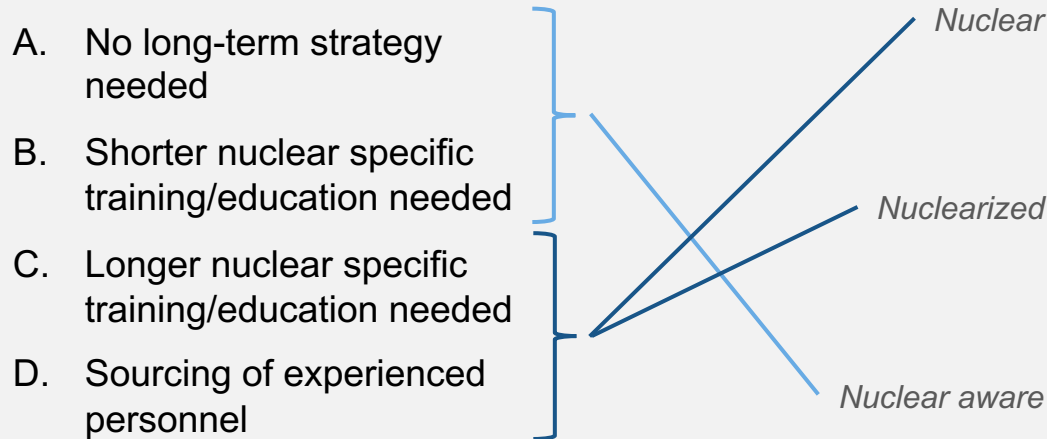 A. No long-term strategy
needed
Nuclear
B. Shorter nuclear specific
training/education needed
Nuclearized
C. Longer nuclear specific
training/education needed
D. Sourcing of experienced
personnel
Nuclear aware